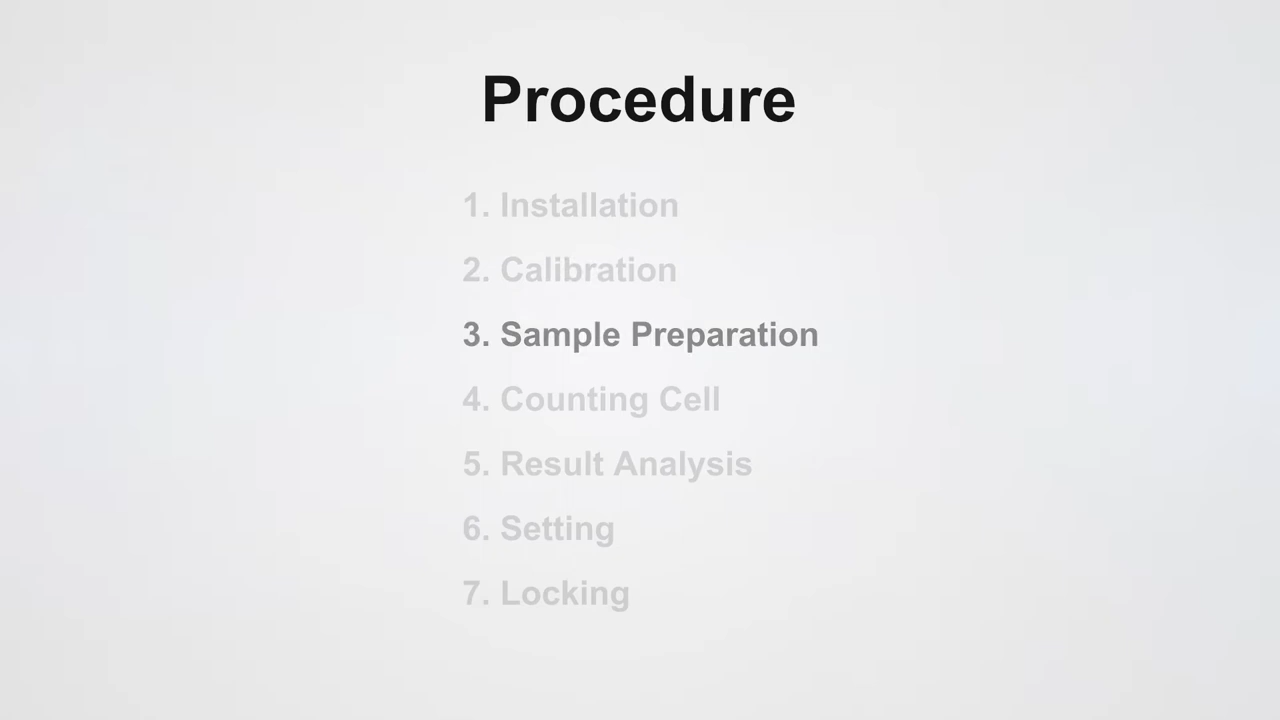 Procedure
1. Installation
2. Calibration
3. Sample Preparation
4. Counting Cell
5. Result Analysis
6. Setting
7. Locking